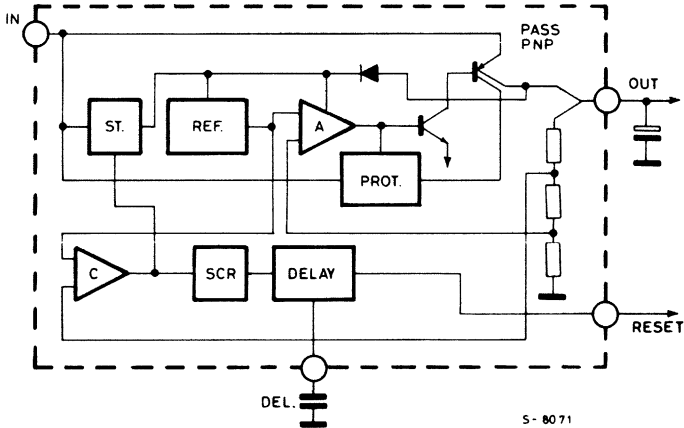 IN
PASS
PNP
OUT
ST.
REF.
A
PROT.
C
SCR
DELAY
RESET
DEL.
S-8071